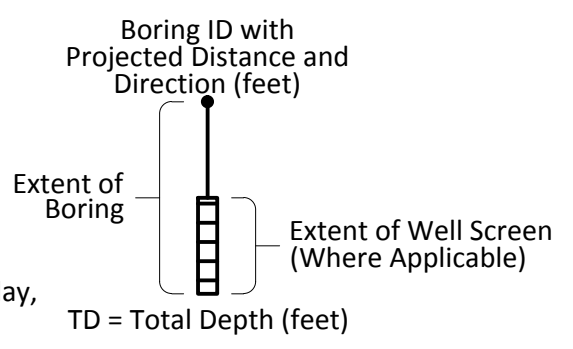 Boring ID with
Projected Distance and
Direction (feet)
Extent of
Boring
Extent of Well Screen
(Where Applicable)
TD = Total Depth (feet)